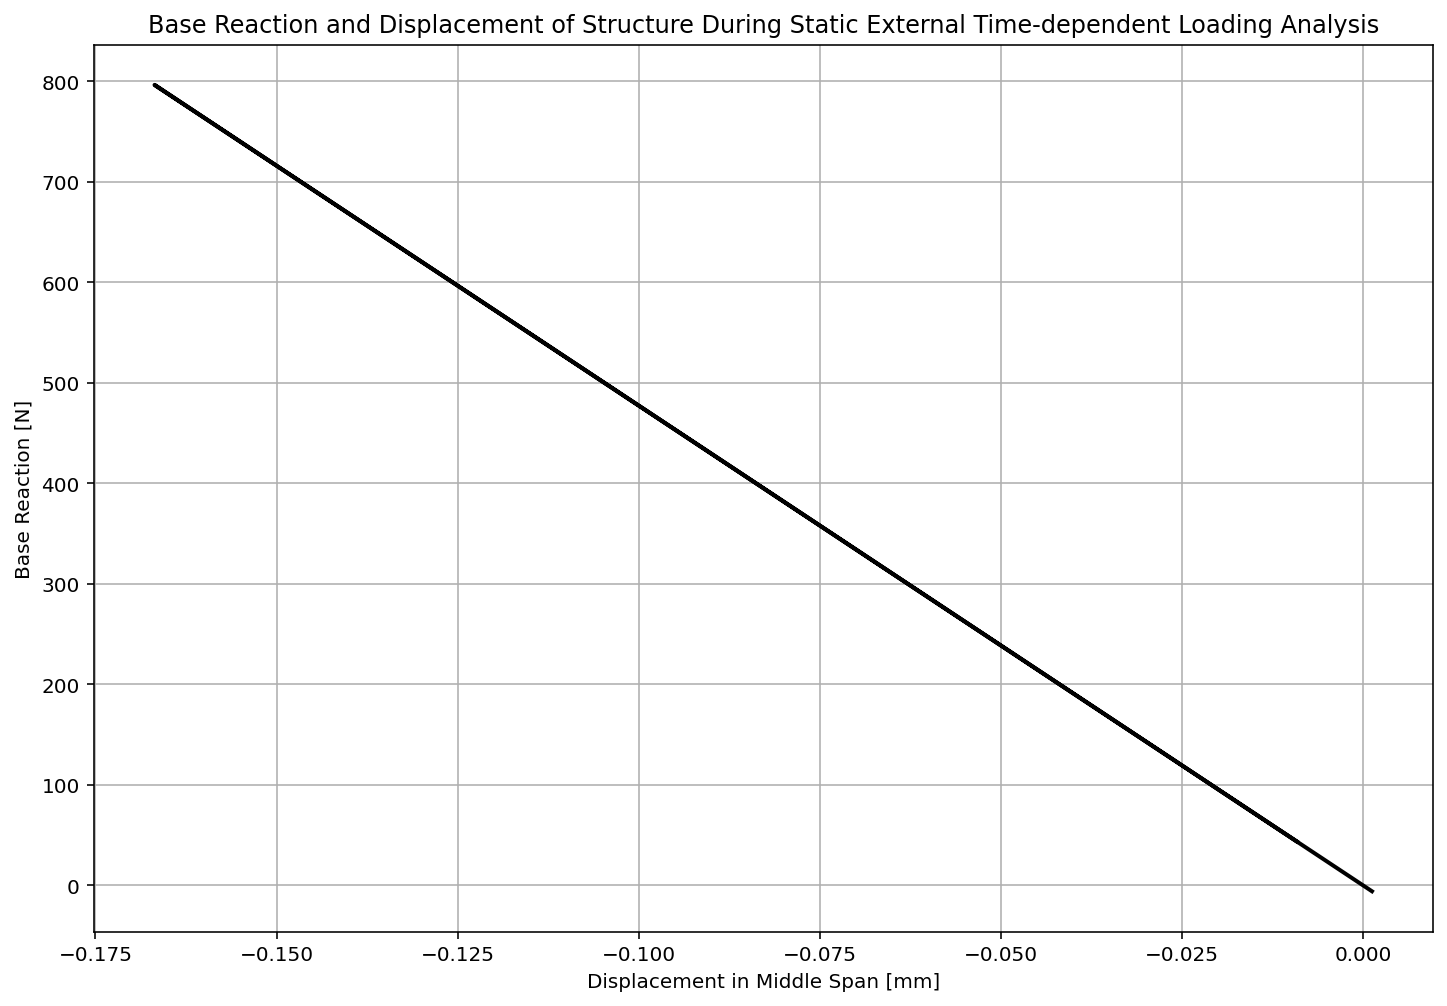 Base Reaction and Displacement of Structure During Static External Time-dependent Loading Analysis
800
700
600
500
400
300
200
100
0
Base Reaction [N]
−0.175 −0.150 −0.125 −0.100 −0.075 −0.050 −0.025 0.000
Displacement in Middle Span [mm]